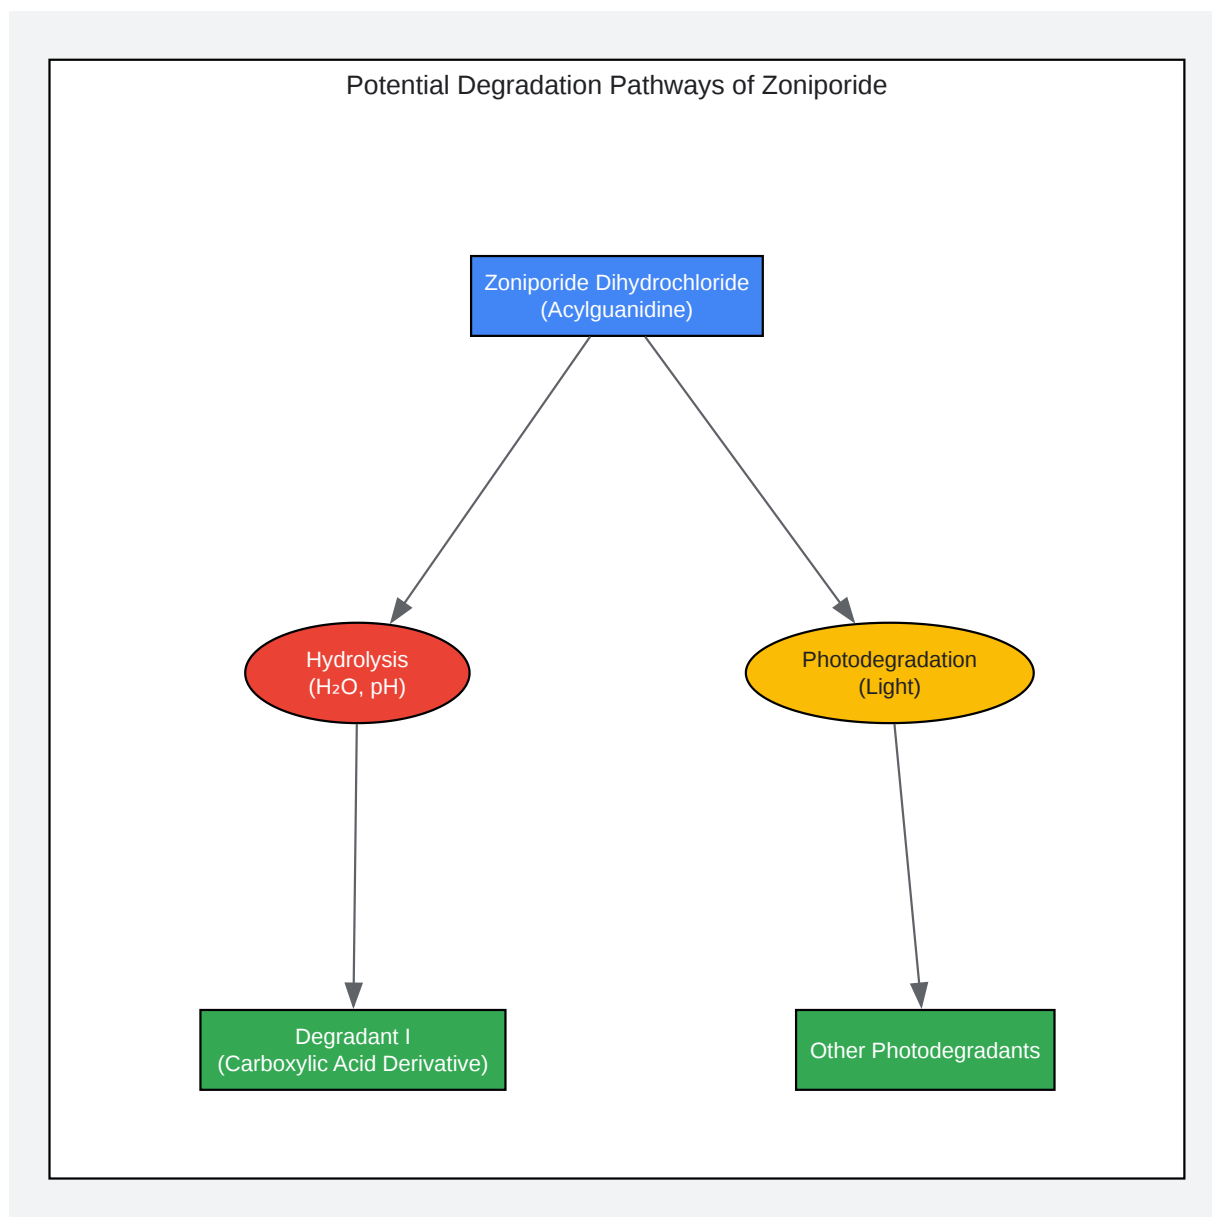 Potential Degradation Pathways of Zoniporide
Zoniporide Dihydrochloride
(Acylguanidine)
Hydrolysis
(H₂O, pH)
Photodegradation
(Light)
Degradant I
(Carboxylic Acid Derivative)
Other Photodegradants